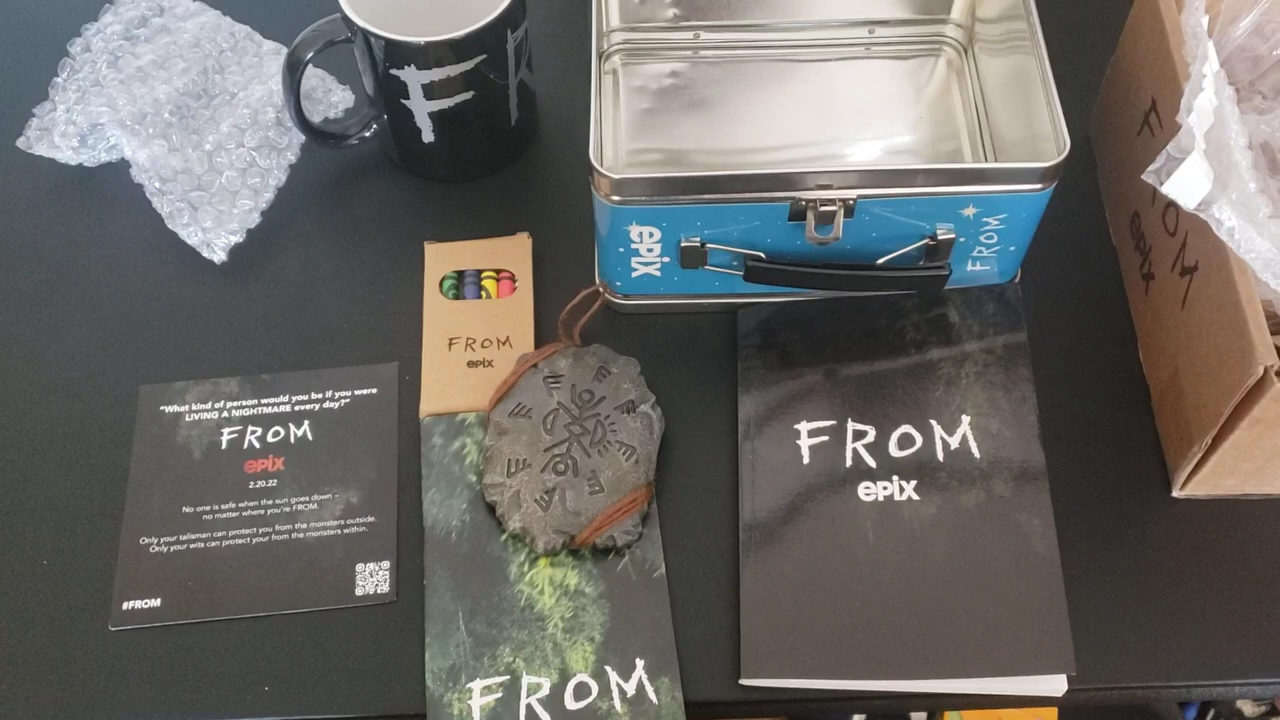 F R
epix
FROM
FROM
epix
FROM
epix
"What kind of person would you be if you were
LIVING A NIGHTMARE every day?"
FROM
epix
2.20.22
No one is safe when the sun goes down –
no matter where you're FROM.
Only your talisman can protect you from the monsters outside.
Only your wits can protect your from the monsters within.
#FROM
FROM
epix
FROM